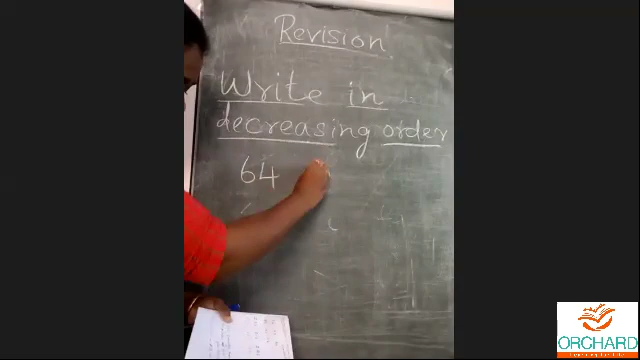 Revision
Write in
decreasing order
64
ORCHARD